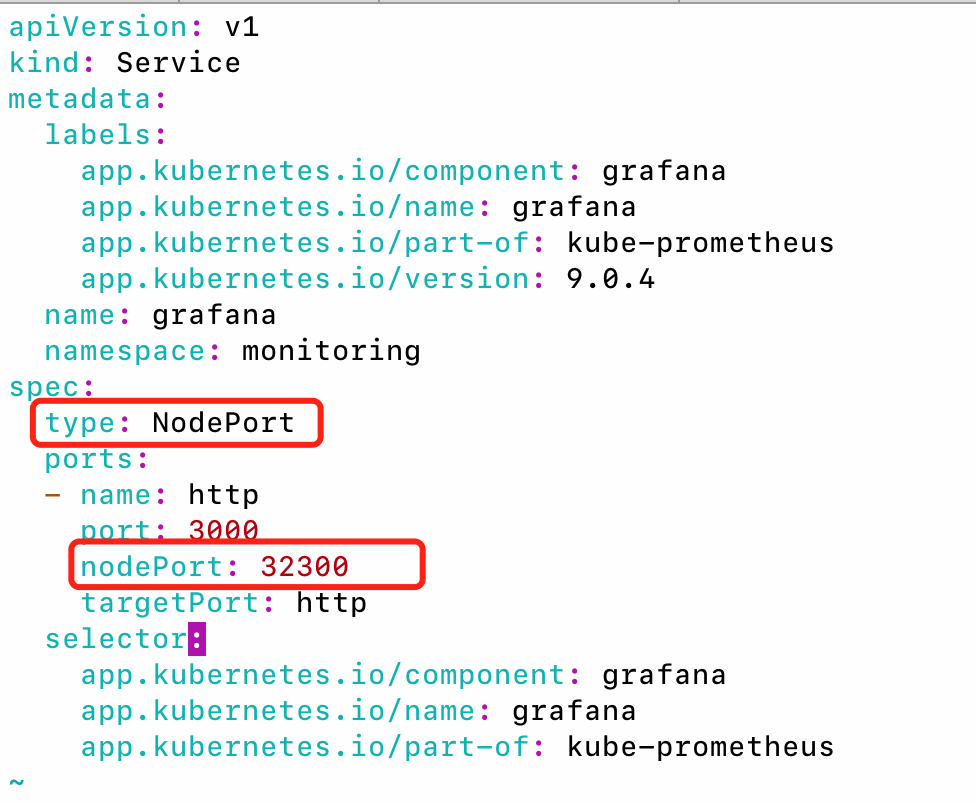 apiVersion: v1
kind: Service
metadata:
  labels:
    app.kubernetes.io/component: grafana
    app.kubernetes.io/name: grafana
    app.kubernetes.io/part-of: kube-prometheus
    app.kubernetes.io/version: 9.0.4
  name: grafana
  namespace: monitoring
spec:
  type: NodePort
  ports:
  - name: http
    port: 3000
    nodePort: 32300
    targetPort: http
  selector:
    app.kubernetes.io/component: grafana
    app.kubernetes.io/name: grafana
    app.kubernetes.io/part-of: kube-prometheus
~